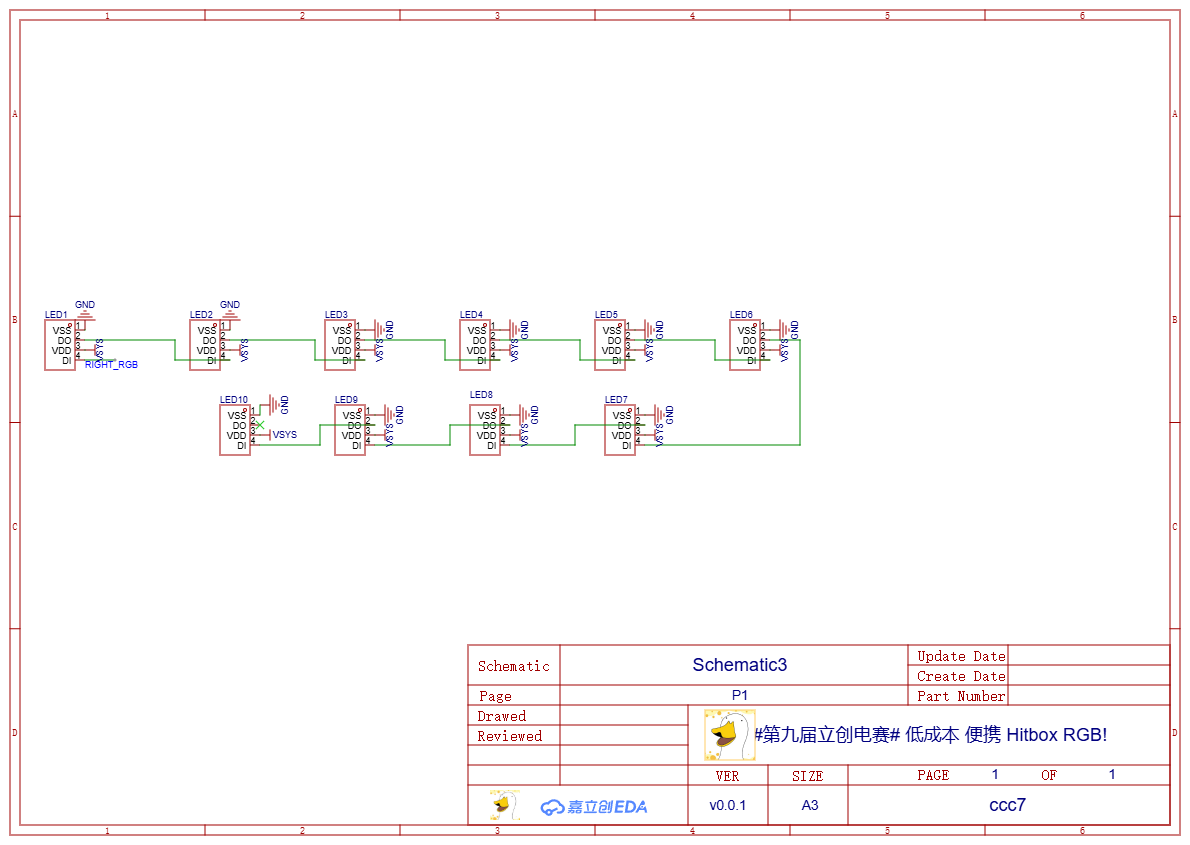 1 2 3 4 5 6
A A
GND GND
LED1 LED2 LED3 LED4 LED5 LED6
B B
VSS 1 VSS 1 VSS 1 GND VSS 1 GND VSS 1 GND VSS 1 GND
DO 2 DO 2 DO 2 DO 2 DO 2 DO 2
VDD 3 VSYS VDD 3 VSYS VDD 3 VSYS VDD 3 VSYS VDD 3 VSYS VDD 3 VSYS
DI 4 DI 4 DI 4 DI 4 DI 4 DI 4
RIGHT_RGB
LED10 LED9 LED8 LED7
VSS 1 GND VSS 1 GND VSS 1 GND VSS 1 GND
DO 2 DO 2 DO 2 DO 2
VDD 3 VSYS VDD 3 VSYS VDD 3 VSYS VDD 3 VSYS
DI 4 DI 4 DI 4 DI 4
C C
Schematic Schematic3 Update Date
Create Date
Page P1 Part Number
Drawed
D D
Reviewed #第九届立创电赛# 低成本 便携 Hitbox RGB!
VER SIZE PAGE 1 OF 1
嘉立创EDA v0.0.1 A3 ccc7
1 2 3 4 5 6